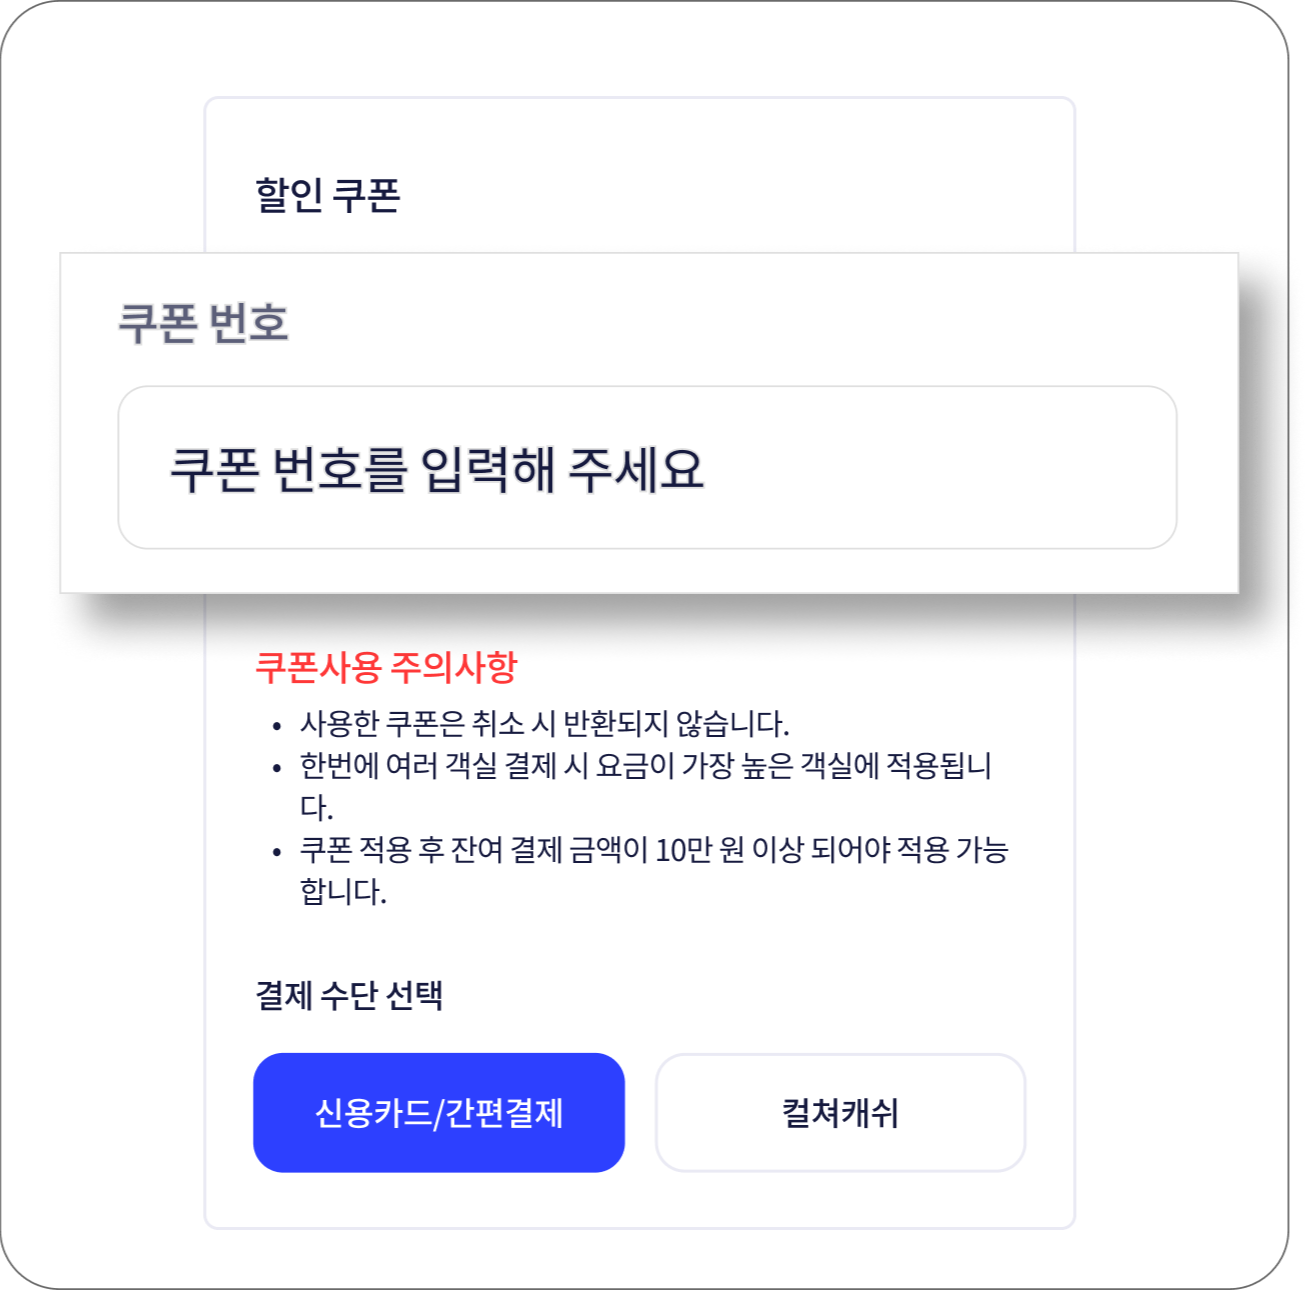 할인 쿠폰
쿠폰 번호
쿠폰 번호를 입력해 주세요
쿠폰사용 주의사항
• 사용한 쿠폰은 취소 시 반환되지 않습니다.
• 한번에 여러 객실 결제 시 요금이 가장 높은 객실에 적용됩니
다.
• 쿠폰 적용 후 잔여 결제 금액이 10만 원 이상 되어야 적용 가능
합니다.
결제 수단 선택
신용카드/간편결제
컬쳐캐쉬